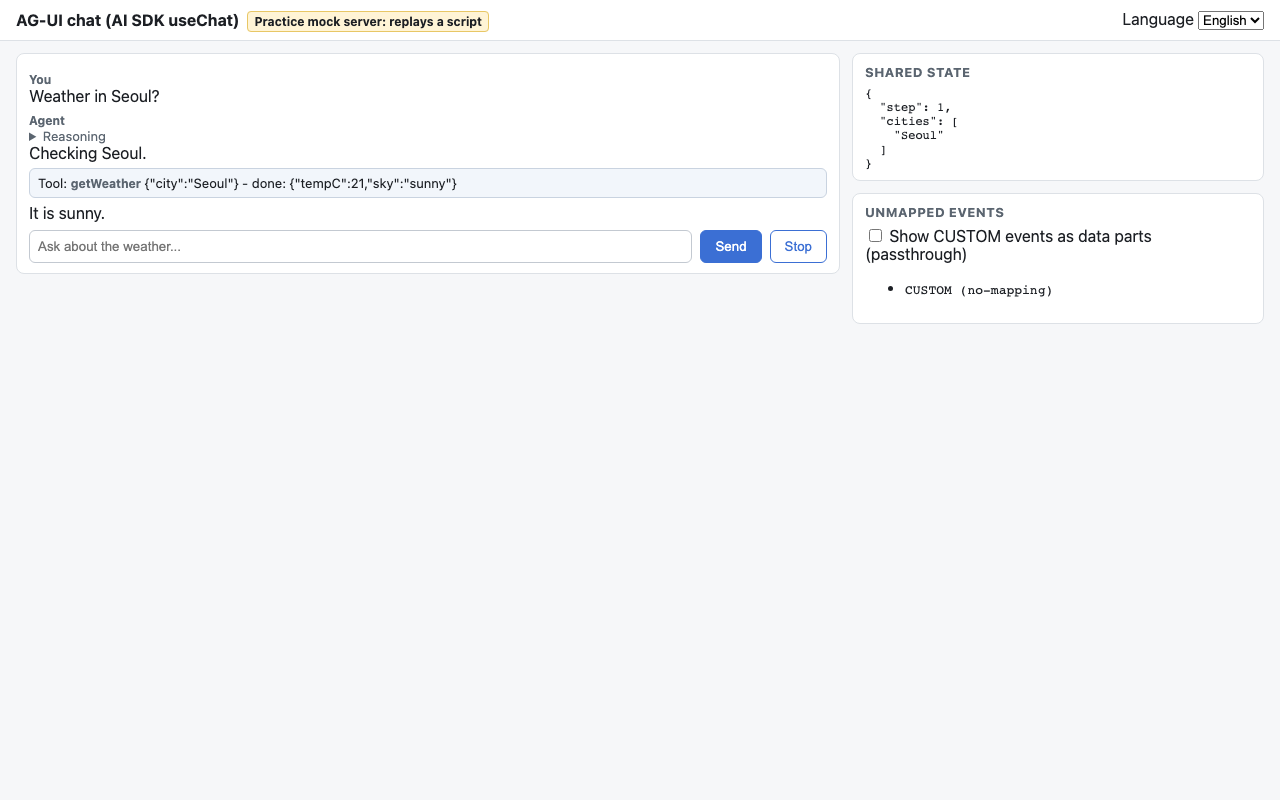 AG-UI chat (AI SDK useChat)
Practice mock server: replays a script
Language
English
You
Weather in Seoul?
Agent
Reasoning
Checking Seoul.
Tool: getWeather {"city":"Seoul"} - done: {"tempC":21,"sky":"sunny"}
It is sunny.
Ask about the weather...
Send
Stop
SHARED STATE
{
  "step": 1,
  "cities": [
    "Seoul"
  ]
}
UNMAPPED EVENTS
Show CUSTOM events as data parts
(passthrough)
CUSTOM (no-mapping)